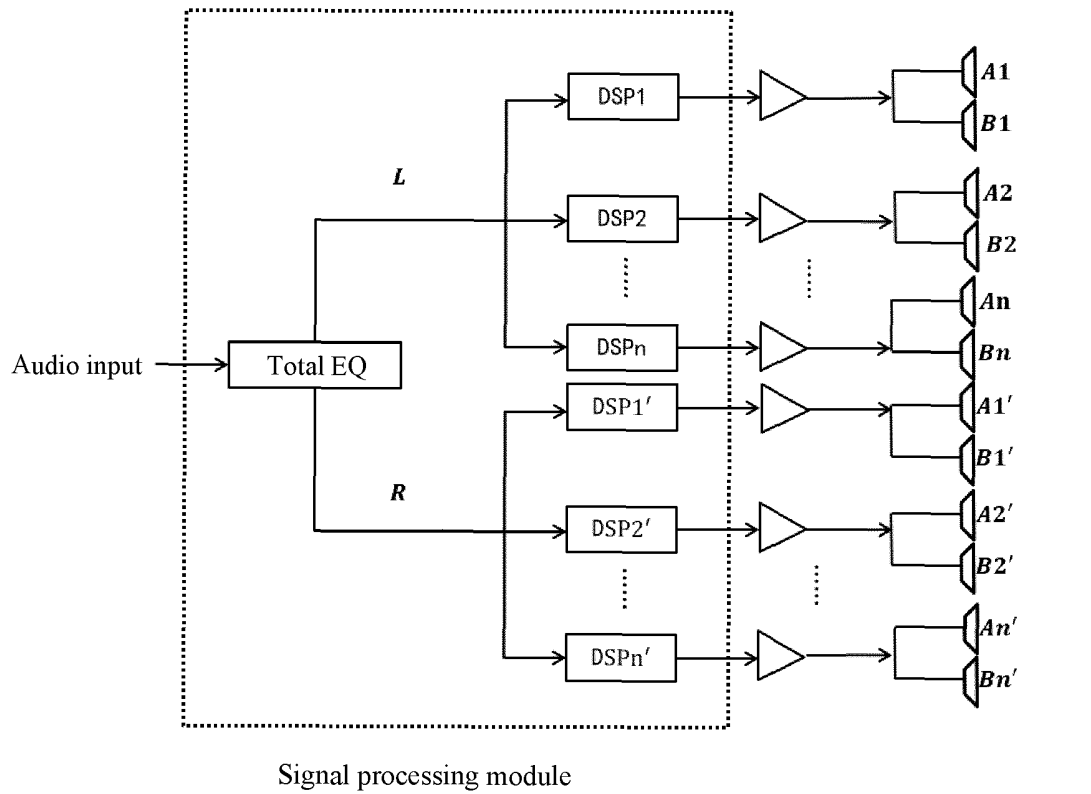 A1
DSP1
B1
L
A2
DSP2
B2
An
DSPn
Bn
Audio input
Total EQ
DSP1′
A1′
B1′
R
A2′
DSP2′
B2′
An′
DSPn′
Bn′
Signal processing module